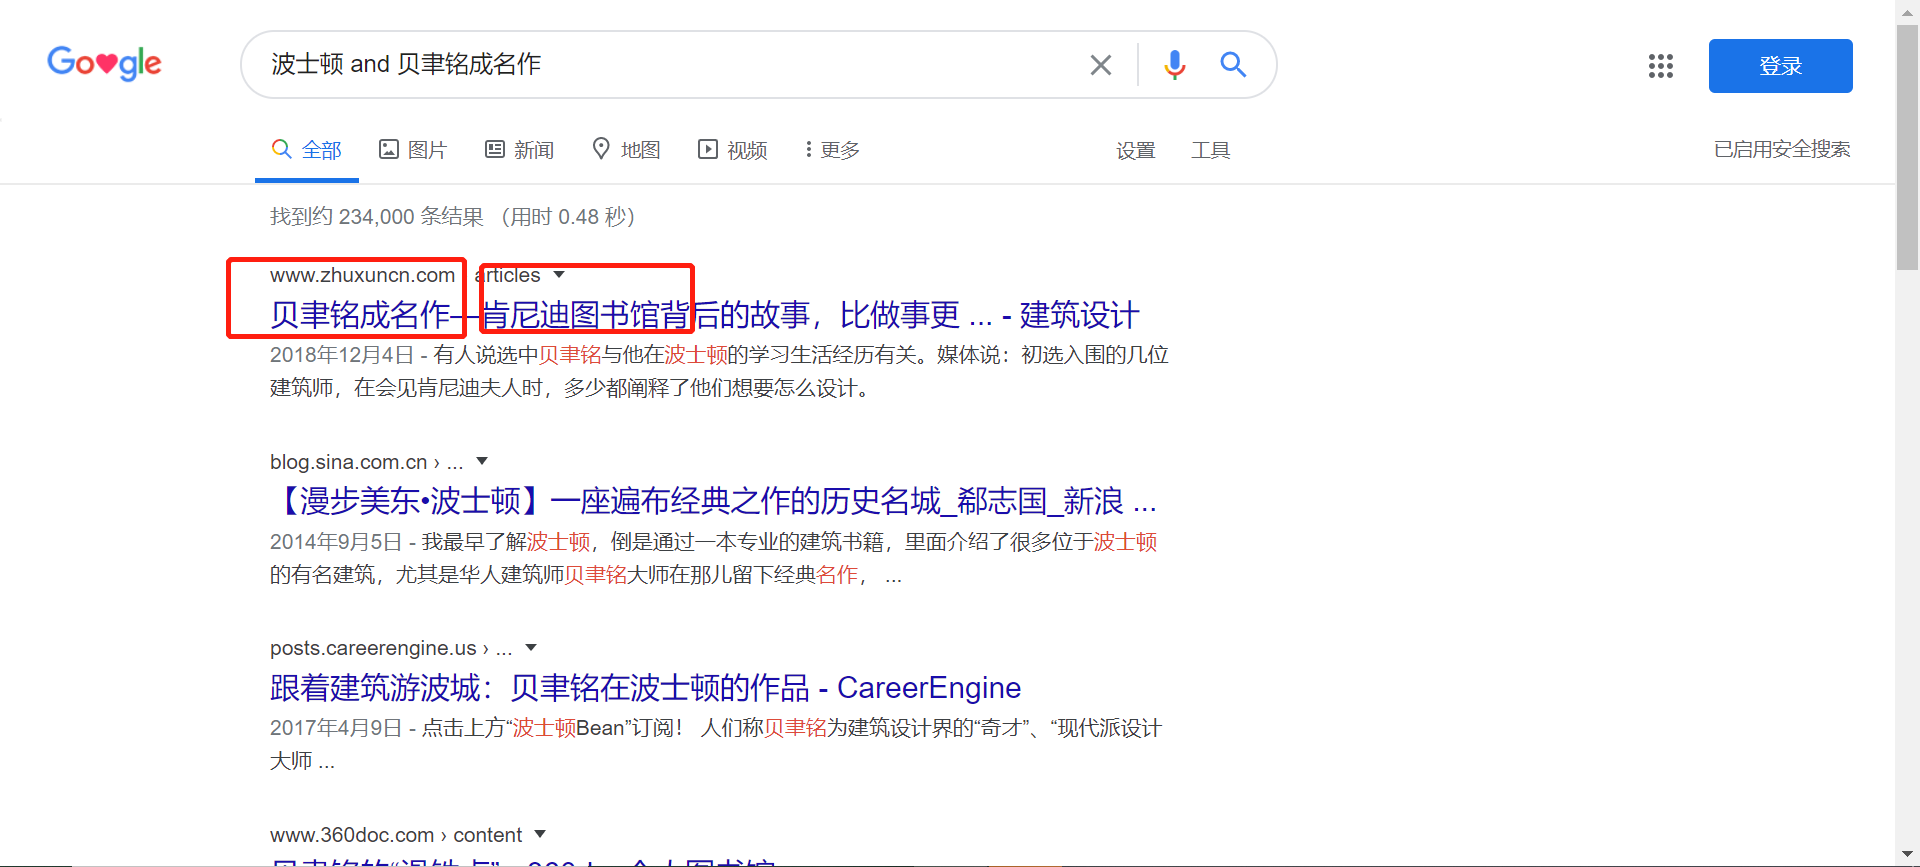 Google
波士顿 and 贝聿铭成名作
登录
全部 图片 新闻 地图 视频 更多 设置 工具 已启用安全搜索
找到约 234,000 条结果 （用时 0.48 秒）
www.zhuxuncn.com articles
贝聿铭成名作—肯尼迪图书馆背后的故事，比做事更 ... - 建筑设计
2018年12月4日 - 有人说选中贝聿铭与他在波士顿的学习生活经历有关。媒体说：初选入围的几位
建筑师，在会见肯尼迪夫人时，多少都阐释了他们想要怎么设计。
blog.sina.com.cn › ...
【漫步美东•波士顿】一座遍布经典之作的历史名城_郗志国_新浪 ...
2014年9月5日 - 我最早了解波士顿，倒是通过一本专业的建筑书籍，里面介绍了很多位于波士顿
的有名建筑，尤其是华人建筑师贝聿铭大师在那儿留下经典名作， ...
posts.careerengine.us › ...
跟着建筑游波城：贝聿铭在波士顿的作品 - CareerEngine
2017年4月9日 - 点击上方“波士顿Bean”订阅！ 人们称贝聿铭为建筑设计界的“奇才”、“现代派设计
大师 ...
www.360doc.com › content